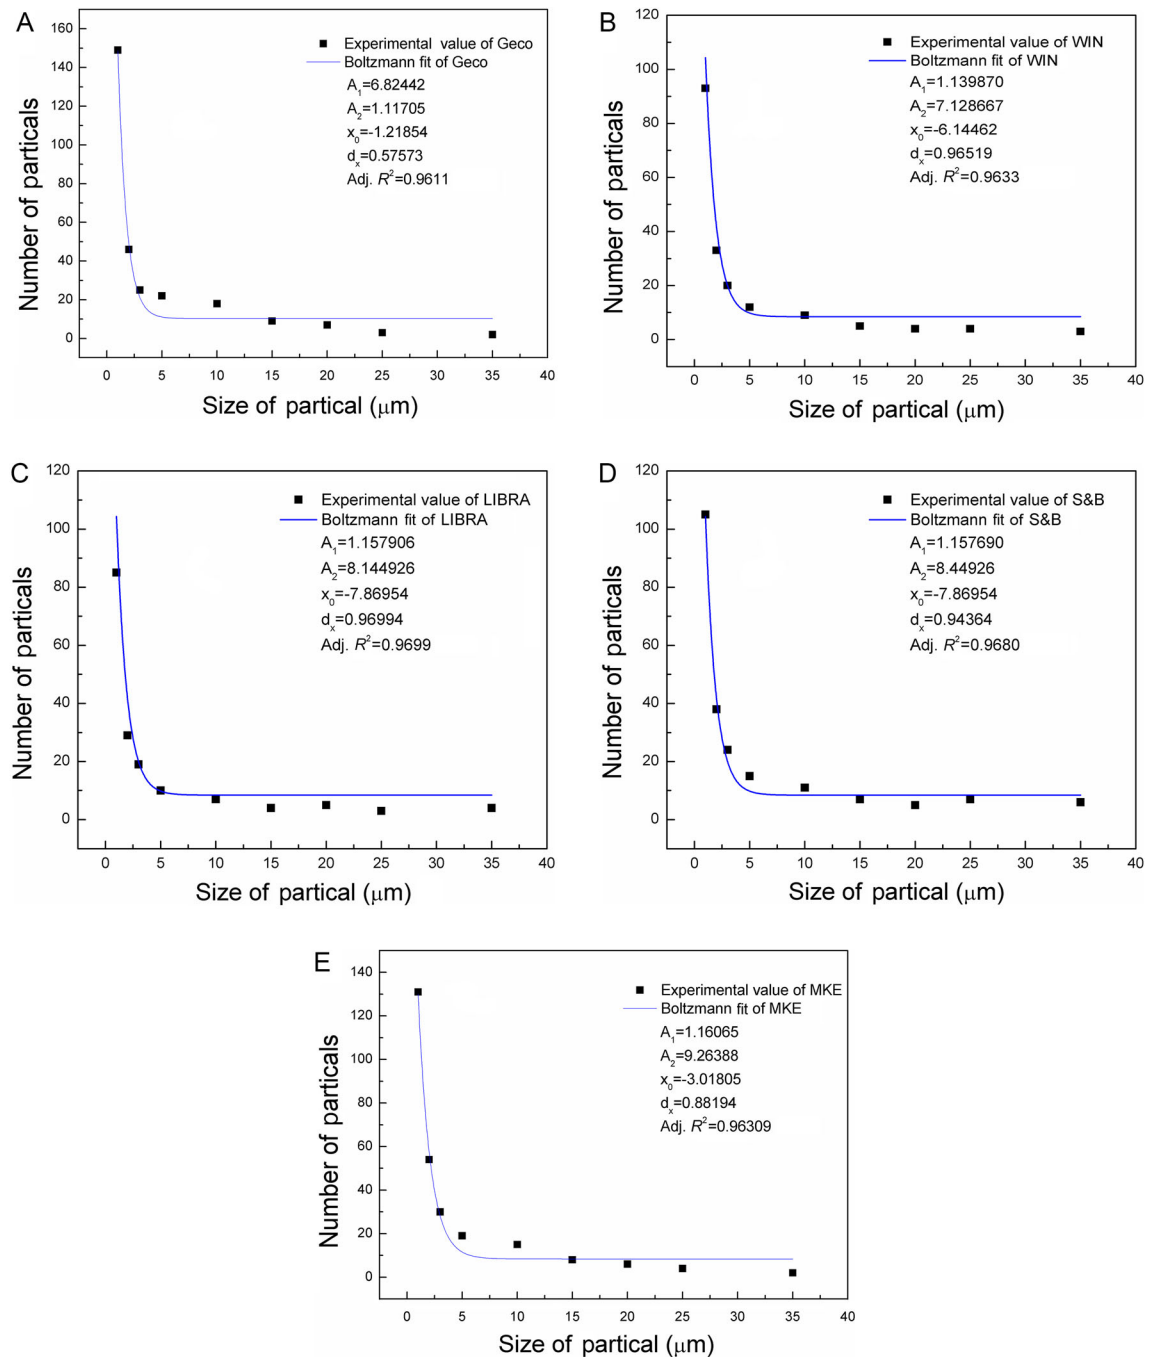 A
160
140
120
100
80
60
40
20
0
Number of particals
Experimental value of Geco
Boltzmann fit of Geco
A1=6.82442
A2=1.11705
x0=-1.21854
dx=0.57573
Adj. R²=0.9611
0 5 10 15 20 25 30 35 40
Size of partical (μm)
B
120
100
80
60
40
20
0
Number of particals
Experimental value of WIN
Boltzmann fit of WIN
A1=1.139870
A2=7.128667
x0=-6.14462
dx=0.96519
Adj. R²=0.9633
0 5 10 15 20 25 30 35 40
Size of partical (μm)
C
120
100
80
60
40
20
0
Number of particals
Experimental value of LIBRA
Boltzmann fit of LIBRA
A1=1.157906
A2=8.144926
x0=-7.86954
dx=0.96994
Adj. R²=0.9699
0 5 10 15 20 25 30 35 40
Size of partical (μm)
D
120
100
80
60
40
20
0
Number of particals
Experimental value of S&B
Boltzmann fit of S&B
A1=1.157690
A2=8.44926
x0=-7.86954
dx=0.94364
Adj. R²=0.9680
0 5 10 15 20 25 30 35 40
Size of partical (μm)
E
140
120
100
80
60
40
20
0
Number of particals
Experimental value of MKE
Boltzmann fit of MKE
A1=1.16065
A2=9.26388
x0=-3.01805
dx=0.88194
Adj. R²=0.96309
0 5 10 15 20 25 30 35 40
Size of partical (μm)